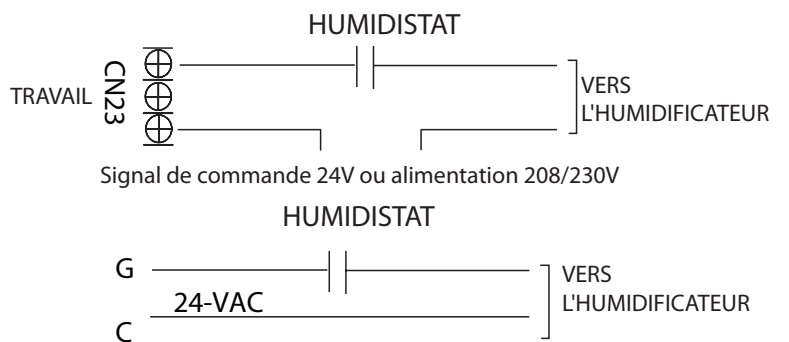 HUMIDISTAT
TRAVAIL
CN23
VERS
L'HUMIDIFICATEUR
Signal de commande 24V ou alimentation 208/230V
HUMIDISTAT
G
24-VAC
C
VERS
L'HUMIDIFICATEUR